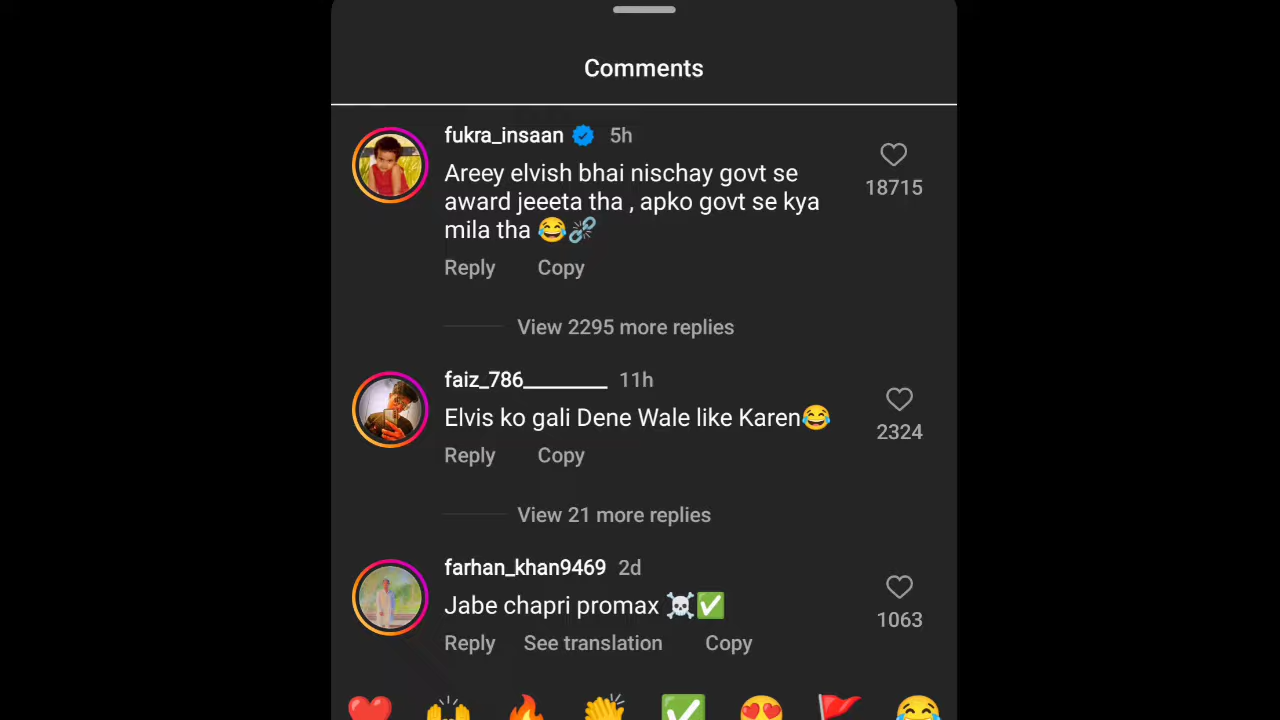 Comments
fukra_insaan 5h
Areey elvish bhai nischay govt se
award jeeeta tha , apko govt se kya
mila tha 😂⛓️‍💥
18715
Reply Copy
View 2295 more replies
faiz_786_________ 11h
Elvis ko gali Dene Wale like Karen😂
2324
Reply Copy
View 21 more replies
farhan_khan9469 2d
Jabe chapri promax ☠️✅
1063
Reply See translation Copy
❤️🙌🔥👏✅😍🚩😂